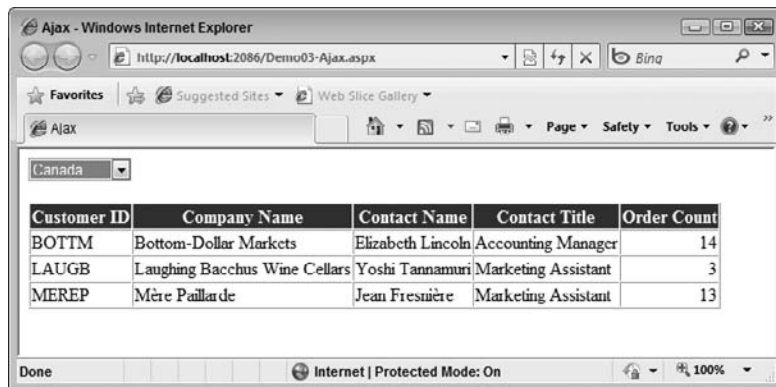 Ajax - Windows Internet Explorer
http://localhost:2086/Demo03-Ajax.aspx
Bing
Favorites Suggested Sites Web Slice Gallery
Ajax Page Safety Tools
Canada
Customer ID Company Name Contact Name Contact Title Order Count
BOTTM Bottom-Dollar Markets Elizabeth Lincoln Accounting Manager 14
LAUGB Laughing Bacchus Wine Cellars Yoshi Tannamuri Marketing Assistant 3
MEREP Mère Paillarde Jean Fresnière Marketing Assistant 13
Done Internet | Protected Mode: On 100%